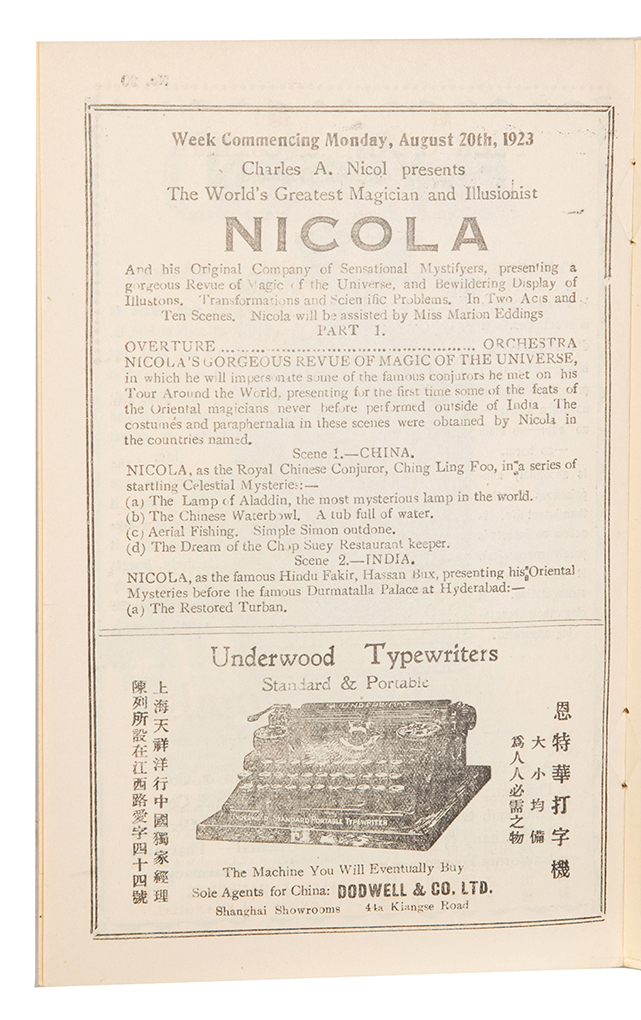 Week Commencing Monday, August 20th, 1923
Charles A. Nicol presents
The World's Greatest Magician and Illusionist
NICOLA
And his Original Company of Sensational Mystifyers, presenting a
gorgeous Revue of Magic of the Universe, and Bewildering Display of
Illustons. Transformations and Scientific Problems. In Two Acts and
Ten Scenes. Nicola will be assisted by Miss Marion Eddings
PART 1.
OVERTURE ................................................ ORCHESTRA
NICOLA'S GORGEOUS REVUE OF MAGIC OF THE UNIVERSE,
in which he will impersonate some of the famous conjurors he met on his
Tour Around the World, presenting for the first time some of the feats of
the Oriental magicians never before performed outside of India The
costumes and paraphernalia in these scenes were obtained by Nicola in
the countries named.
Scene 1.—CHINA.
NICOLA, as the Royal Chinese Conjuror, Ching Ling Foo, in a series of
startling Celestial Mysteries:—
(a) The Lamp of Aladdin, the most mysterious lamp in the world.
(b) The Chinese Waterbowl. A tub full of water.
(c) Aerial Fishing. Simple Simon outdone.
(d) The Dream of the Chop Suey Restaurant keeper.
Scene 2.—INDIA.
NICOLA, as the famous Hindu Fakir, Hassan Bux, presenting his Oriental
Mysteries before the famous Durmatalla Palace at Hyderabad:—
(a) The Restored Turban.
Underwood Typewriters
Standard & Portable
恩特華打字機
大小均備
爲人人必需之物
上海天祥洋行中國獨家經理
陳列所設在江西路愛字四十四號
UNDERWOOD
STANDARD PORTABLE TYPEWRITER
The Machine You Will Eventually Buy
Sole Agents for China: DODWELL & CO. LTD.
Shanghai Showrooms 44a Kiangse Road